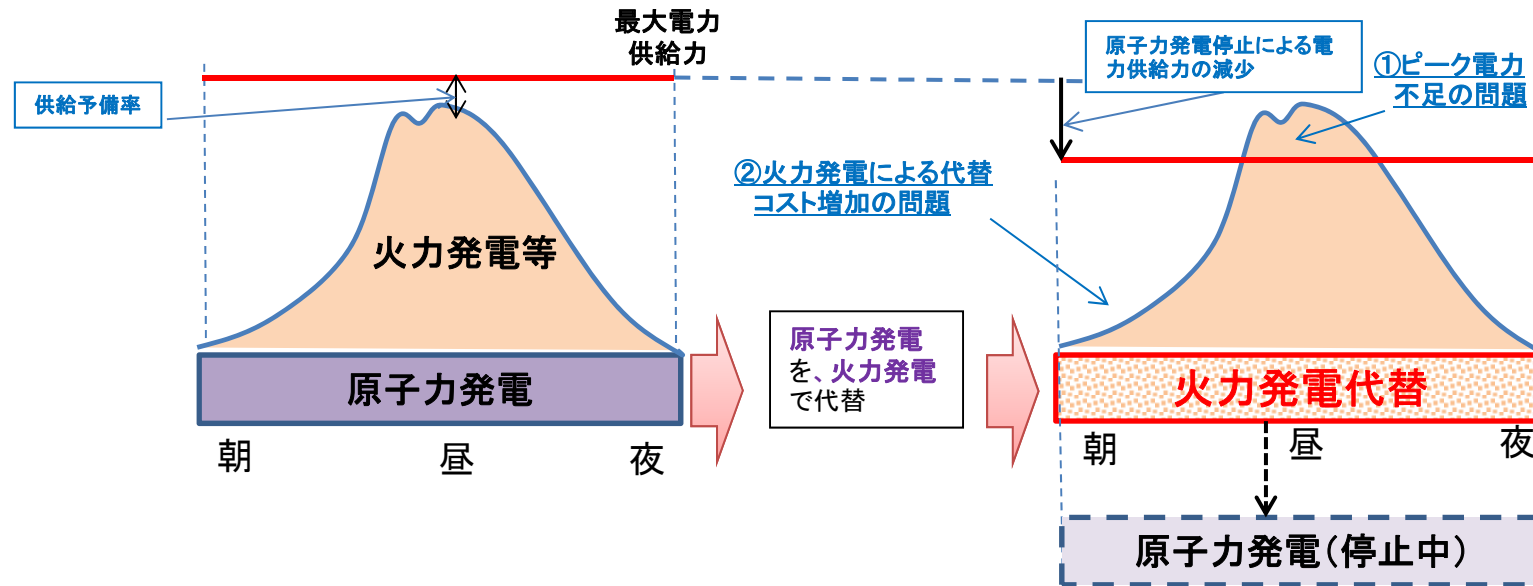 最大電力
供給力
供給予備率
火力発電等
原子力発電
朝
昼
夜
②火力発電による代替
コスト増加の問題
原子力発電
を、火力発電
で代替
原子力発電停止による電
力供給力の減少
①ピーク電力
不足の問題
火力発電代替
朝
昼
夜
原子力発電(停止中)